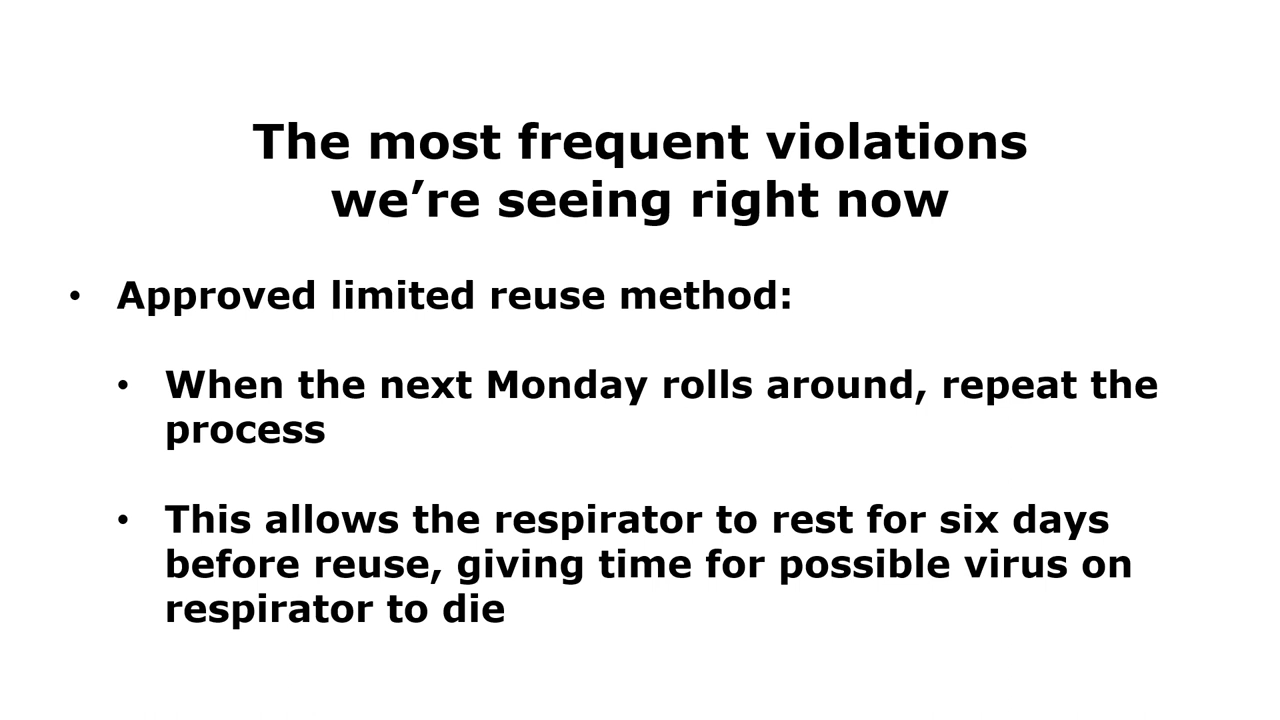 The most frequent violations
we’re seeing right now
• Approved limited reuse method:
• When the next Monday rolls around, repeat the
process
• This allows the respirator to rest for six days
before reuse, giving time for possible virus on
respirator to die